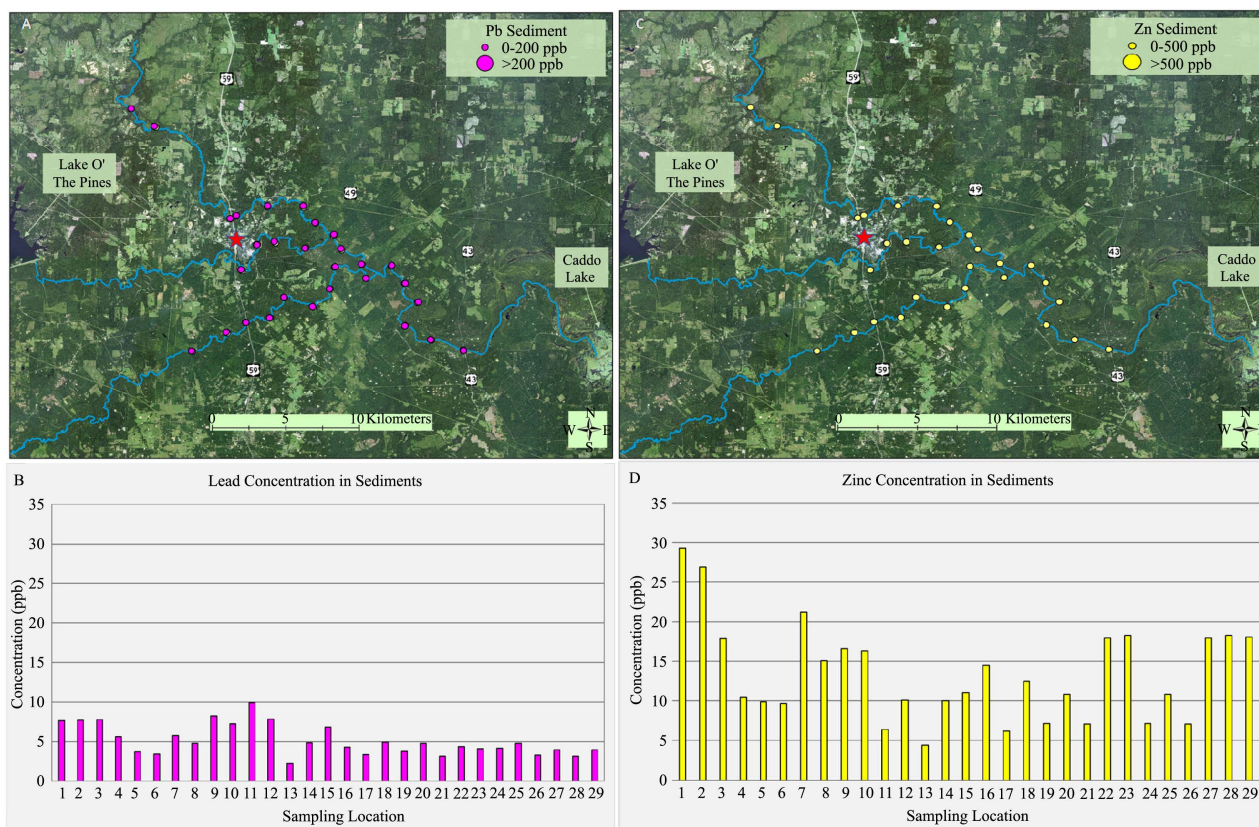 A
Pb Sediment
0-200 ppb
>200 ppb
59
Lake O'
The Pines
49
43
Caddo
Lake
59
43
0 5 10 Kilometers
N
W E
S
C
Zn Sediment
0-500 ppb
>500 ppb
59
Lake O'
The Pines
49
43
Caddo
Lake
59
43
0 5 10 Kilometers
N
W E
S
B
Lead Concentration in Sediments
Concentration (ppb)
35
30
25
20
15
10
5
0
1 2 3 4 5 6 7 8 9 10 11 12 13 14 15 16 17 18 19 20 21 22 23 24 25 26 27 28 29
Sampling Location
D
Zinc Concentration in Sediments
Concentration (ppb)
35
30
25
20
15
10
5
0
1 2 3 4 5 6 7 8 9 10 11 12 13 14 15 16 17 18 19 20 21 22 23 24 25 26 27 28 29
Sampling Location